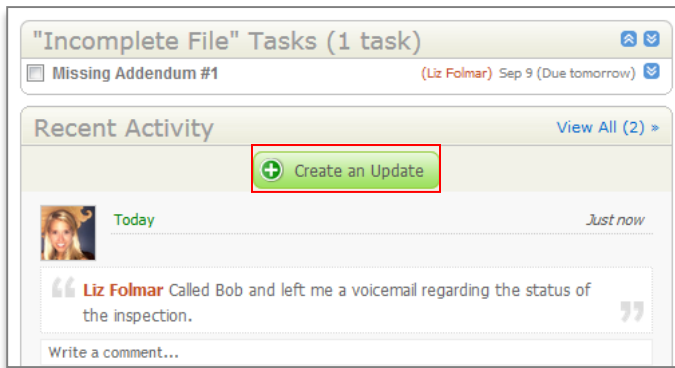 "Incomplete File" Tasks (1 task)
Missing Addendum #1 (Liz Folmar) Sep 9 (Due tomorrow)
Recent Activity View All (2) »
Create an Update
Today Just now
Liz Folmar Called Bob and left me a voicemail regarding the status of
the inspection.
Write a comment...